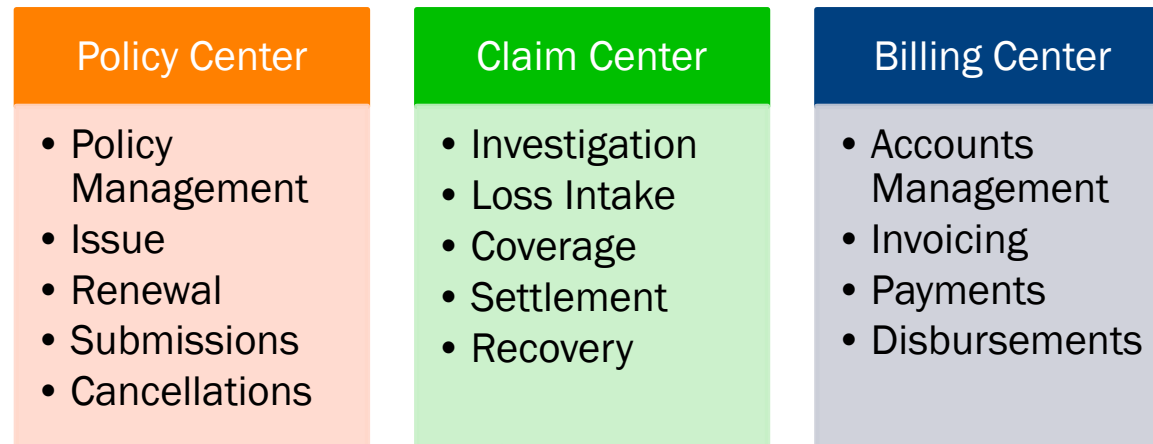 Policy Center
• Policy
Management
• Issue
• Renewal
• Submissions
• Cancellations
Claim Center
• Investigation
• Loss Intake
• Coverage
• Settlement
• Recovery
Billing Center
• Accounts
Management
• Invoicing
• Payments
• Disbursements